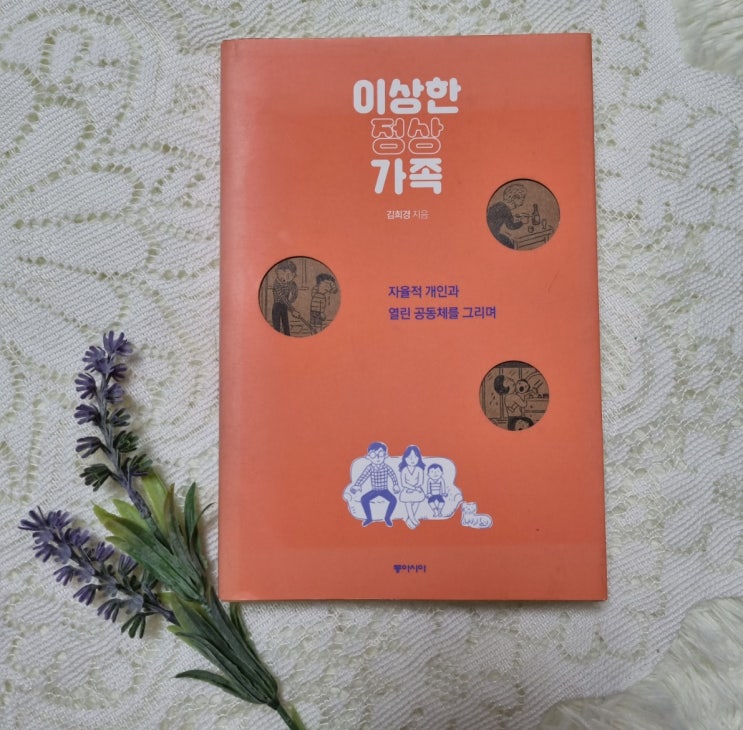 이상한
정상
가족
김희경 지음
자율적 개인과
열린 공동체를 그리며
동아시아